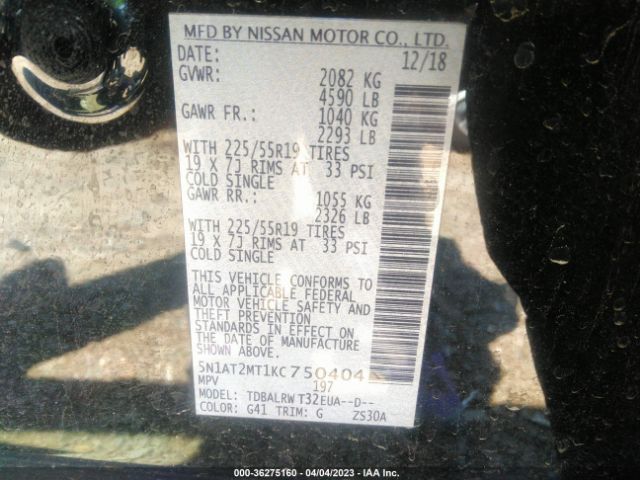 MFD BY NISSAN MOTOR CO., LTD.
DATE: 12/18
GVWR: 2082 KG
4590 LB
GAWR FR.: 1040 KG
2293 LB
WITH 225/55R19 TIRES
19 X 7J RIMS AT 33 PSI
COLD SINGLE
GAWR RR.: 1055 KG
2326 LB
WITH 225/55R19 TIRES
19 X 7J RIMS AT 33 PSI
COLD SINGLE
THIS VEHICLE CONFORMS TO
ALL APPLICABLE FEDERAL
MOTOR VEHICLE SAFETY AND
THEFT PREVENTION
STANDARDS IN EFFECT ON
THE DATE OF MANUFACTURE
SHOWN ABOVE.
5N1AT2MT1KC750404
MPV 197
MODEL: TDBALRW T32EUA--D--
COLOR: G41 TRIM: G ZS30A
000-36275160 - 04/04/2023 - IAA Inc.